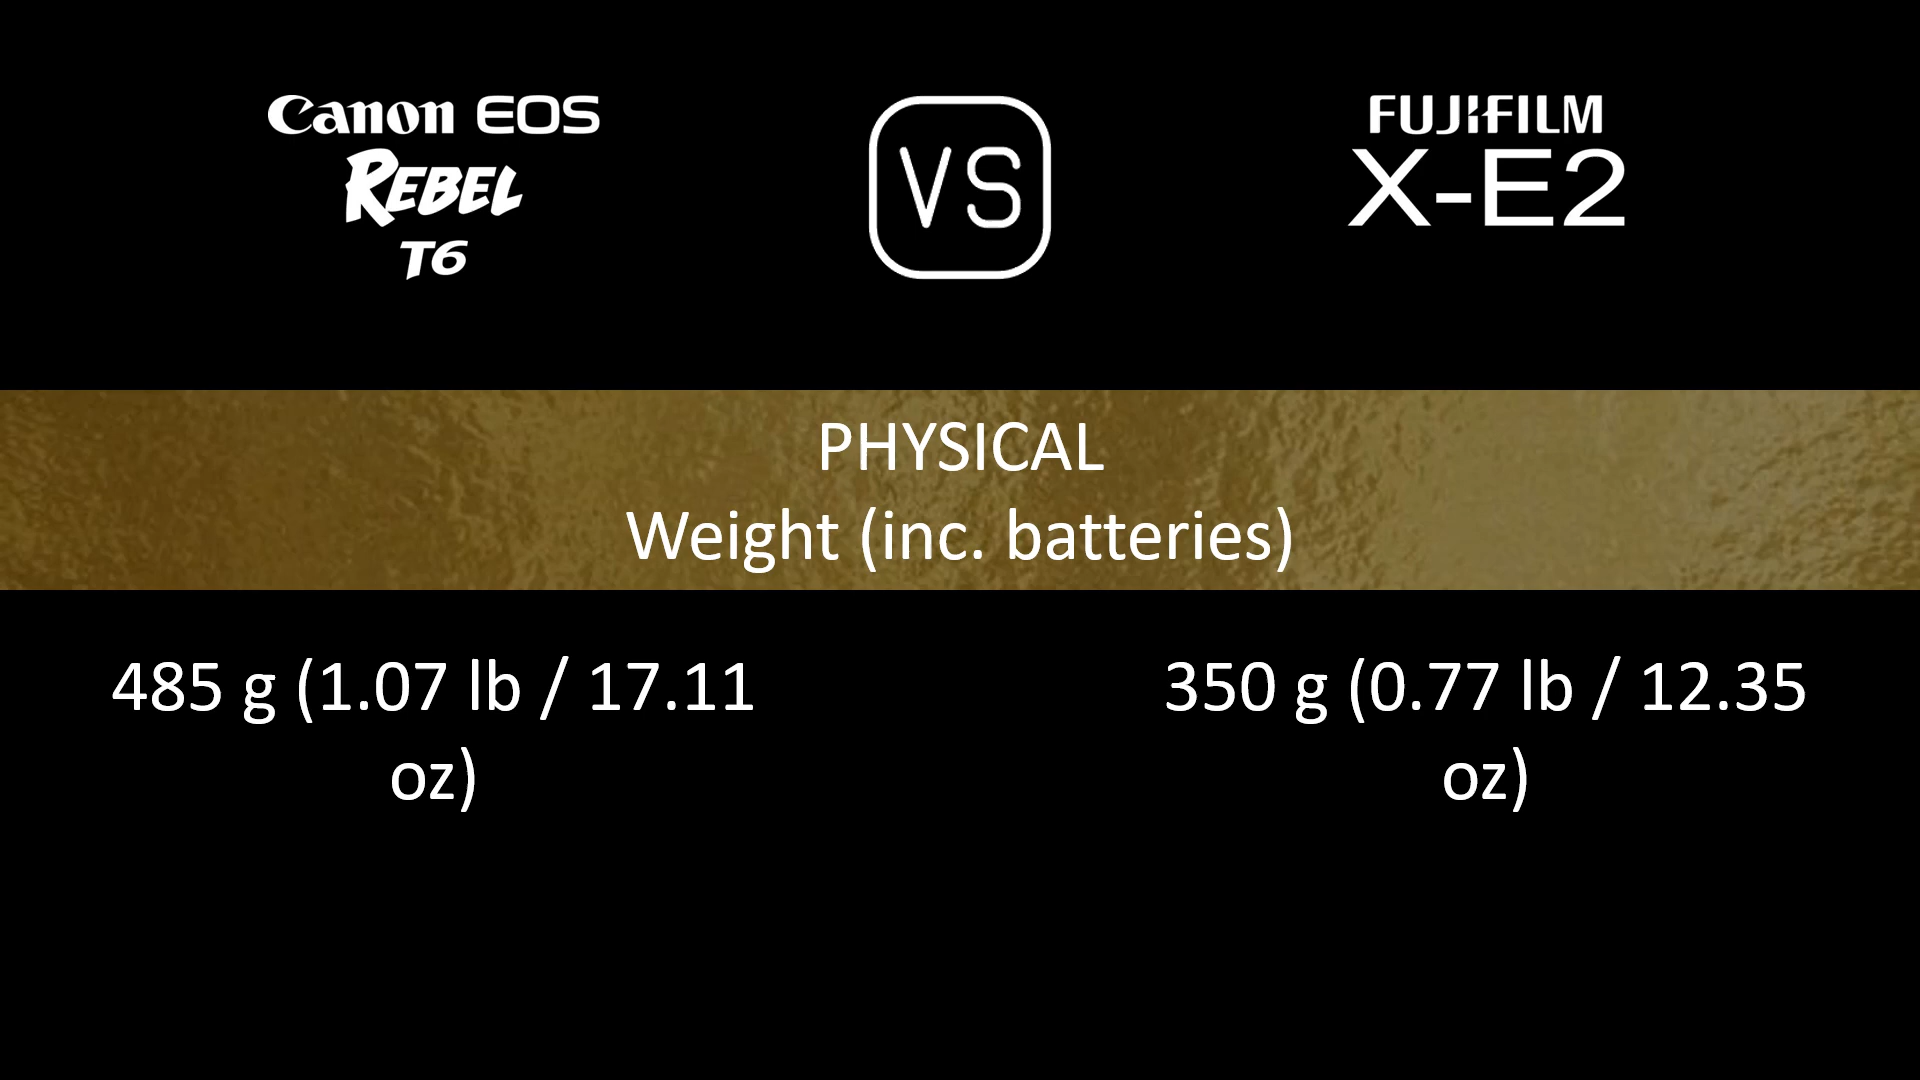 Canon EOS
REBEL
T6
VS
FUJIFILM
X-E2
PHYSICAL
Weight (inc. batteries)
485 g (1.07 lb / 17.11
oz)
350 g (0.77 lb / 12.35
oz)